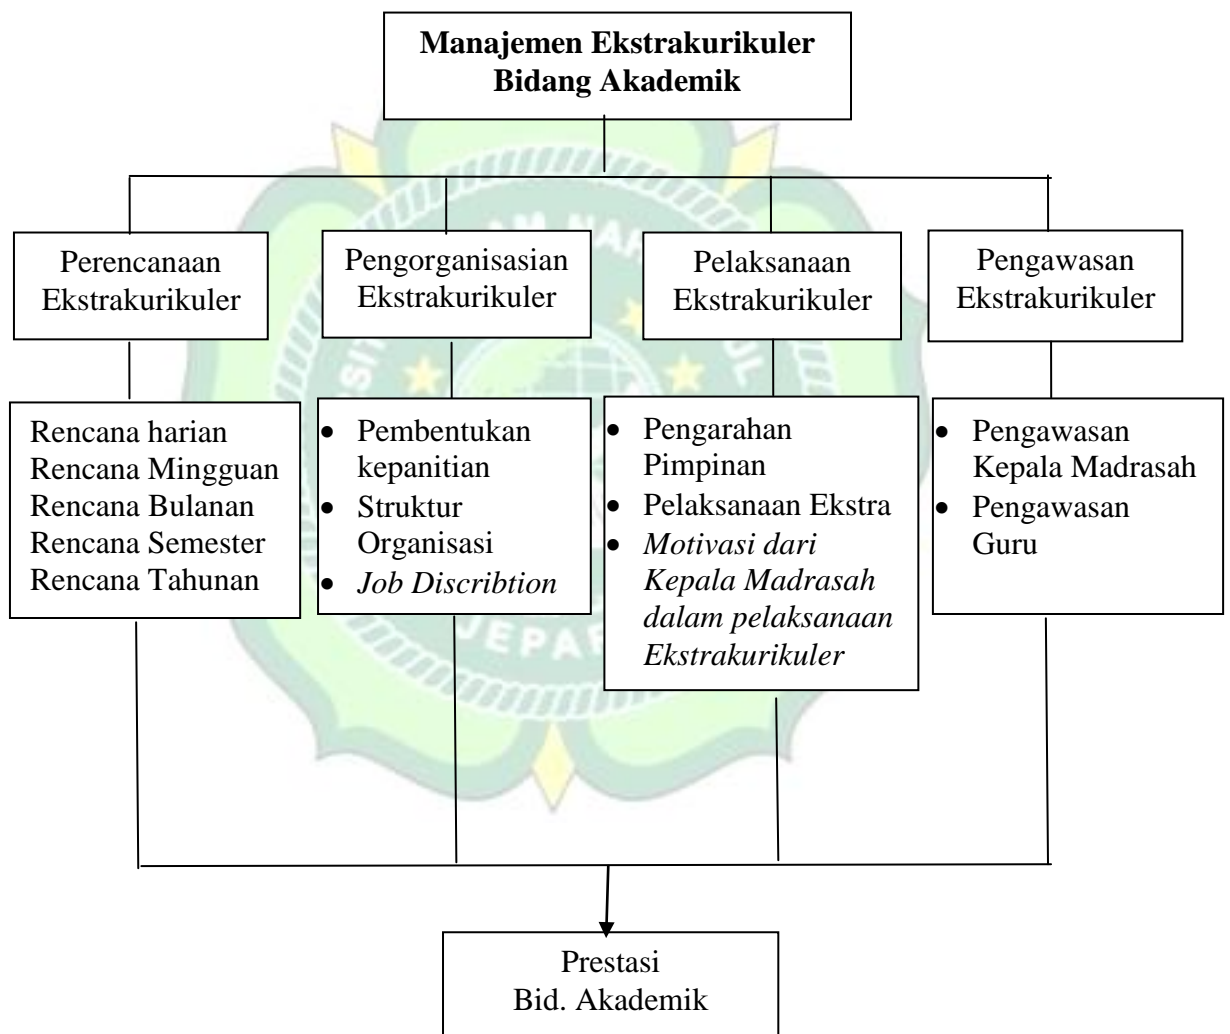 Manajemen Ekstrakurikuler
Bidang Akademik
Perencanaan
Ekstrakurikuler
Pengorganisasian
Ekstrakurikuler
Pelaksanaan
Ekstrakurikuler
Pengawasan
Ekstrakurikuler
Rencana harian
Rencana Mingguan
Rencana Bulanan
Rencana Semester
Rencana Tahunan
• Pembentukan
kepanitian
• Struktur
Organisasi
• Job Discribtion
• Pengarahan
Pimpinan
• Pelaksanaan Ekstra
• Motivasi dari
Kepala Madrasah
dalam pelaksanaan
Ekstrakurikuler
• Pengawasan
Kepala Madrasah
• Pengawasan
Guru
Prestasi
Bid. Akademik